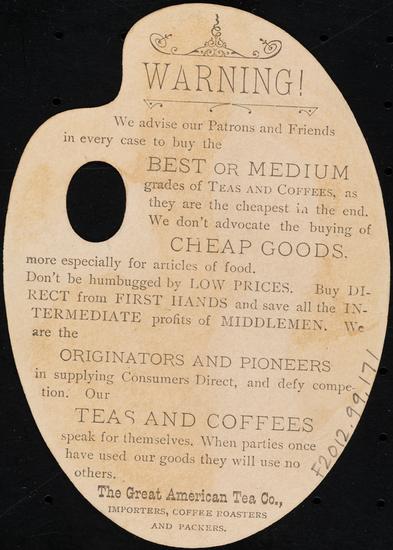 WARNING!
We advise our Patrons and Friends
in every case to buy the
BEST OR MEDIUM
grades of TEAS AND COFFEES, as
they are the cheapest in the end.
We don't advocate the buying of
CHEAP GOODS,
more especially for articles of food.
Don't be humbugged by LOW PRICES. Buy DI-
RECT from FIRST HANDS and save all the IN-
TERMEDIATE profits of MIDDLEMEN. We
are the
ORIGINATORS AND PIONEERS
in supplying Consumers Direct, and defy compe-
tion. Our
TEAS AND COFFEES
speak for themselves. When parties once
have used our goods they will use no
others.
The Great American Tea Co.,
IMPORTERS, COFFEE ROASTERS
AND PACKERS.
F2012.99.171